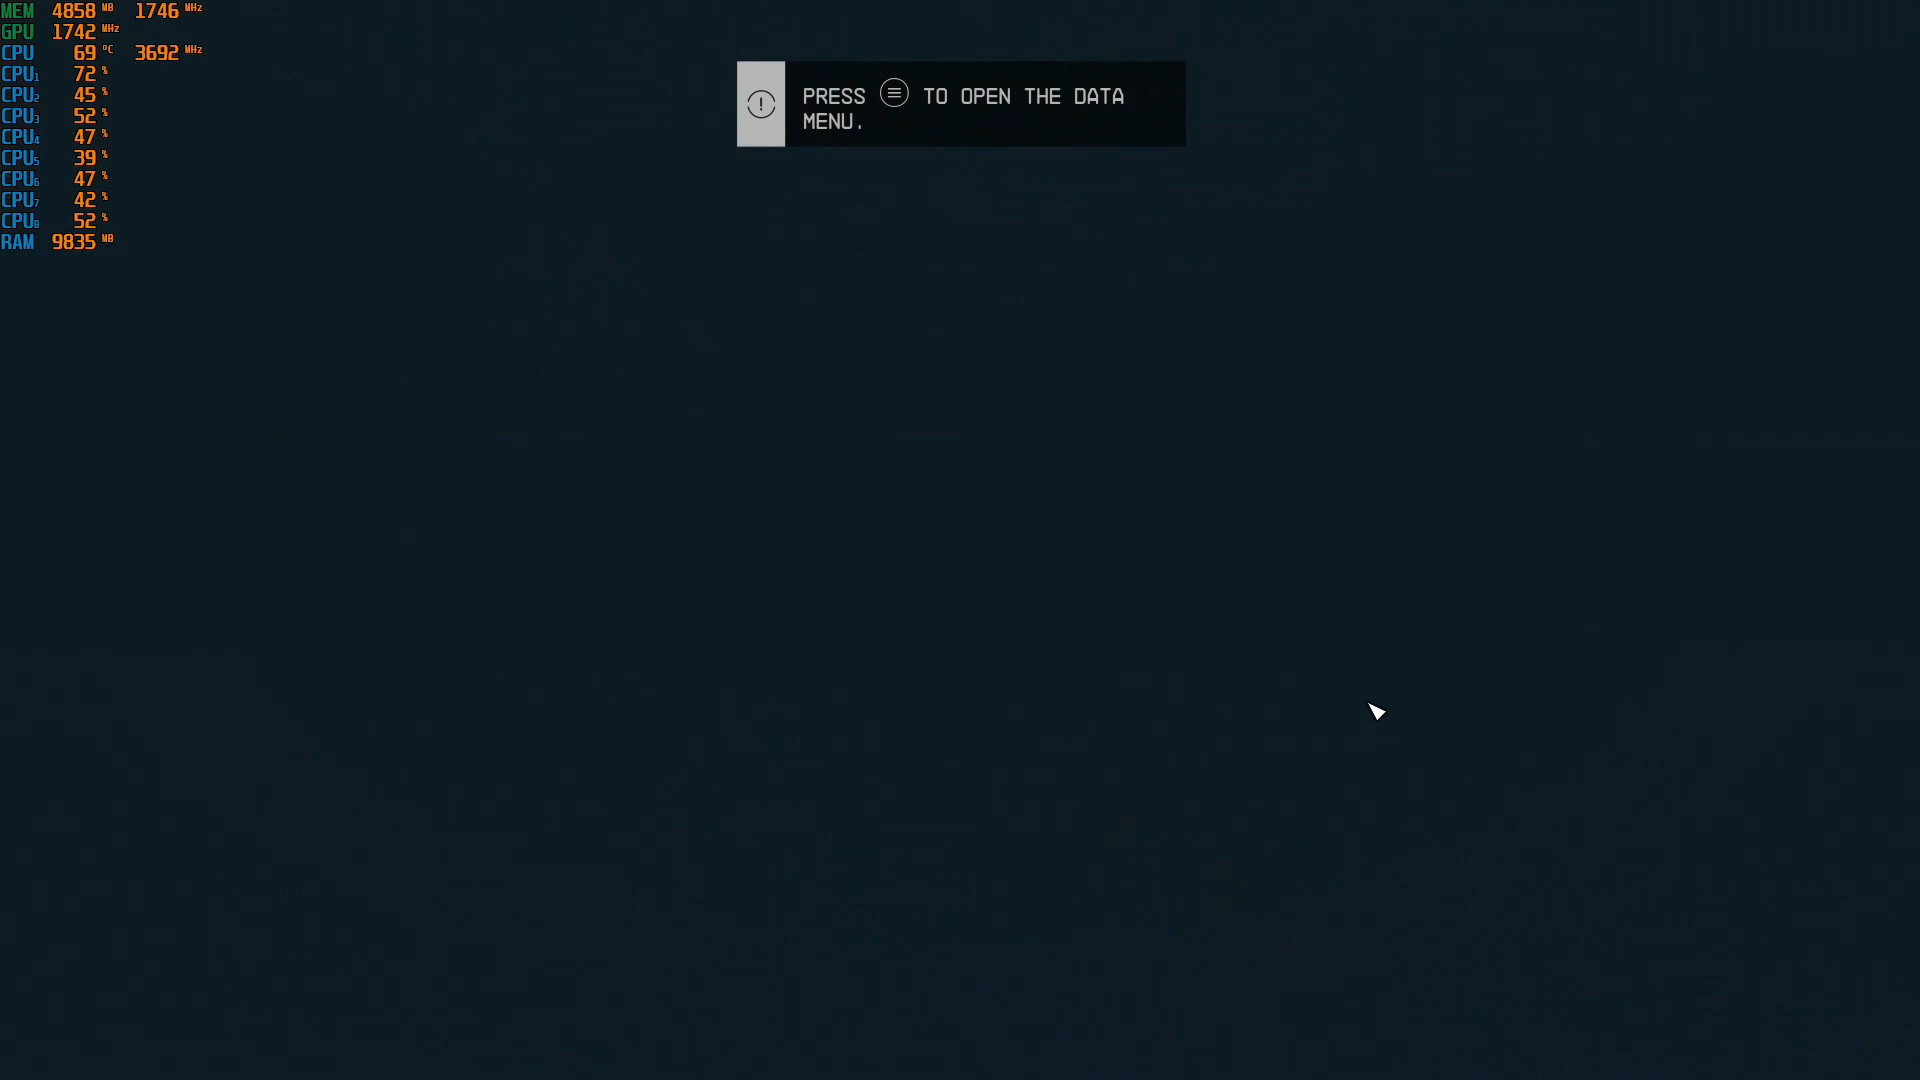 MEM 4858 MB 1746 MHz
GPU 1742 MHz
CPU 69 °C 3692 MHz
CPU1 72 %
CPU2 45 %
CPU3 52 %
CPU4 47 %
CPU5 39 %
CPU6 47 %
CPU7 42 %
CPU8 52 %
RAM 9835 MB
PRESS TO OPEN THE DATA
MENU.